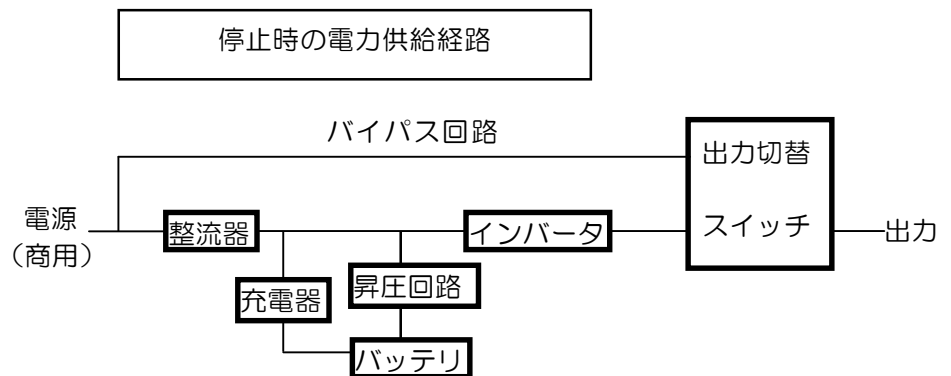 停止時の電力供給経路
バイパス回路
出力切替
スイッチ
電源
（商用）
整流器
インバータ
出力
充電器
昇圧回路
バッテリ